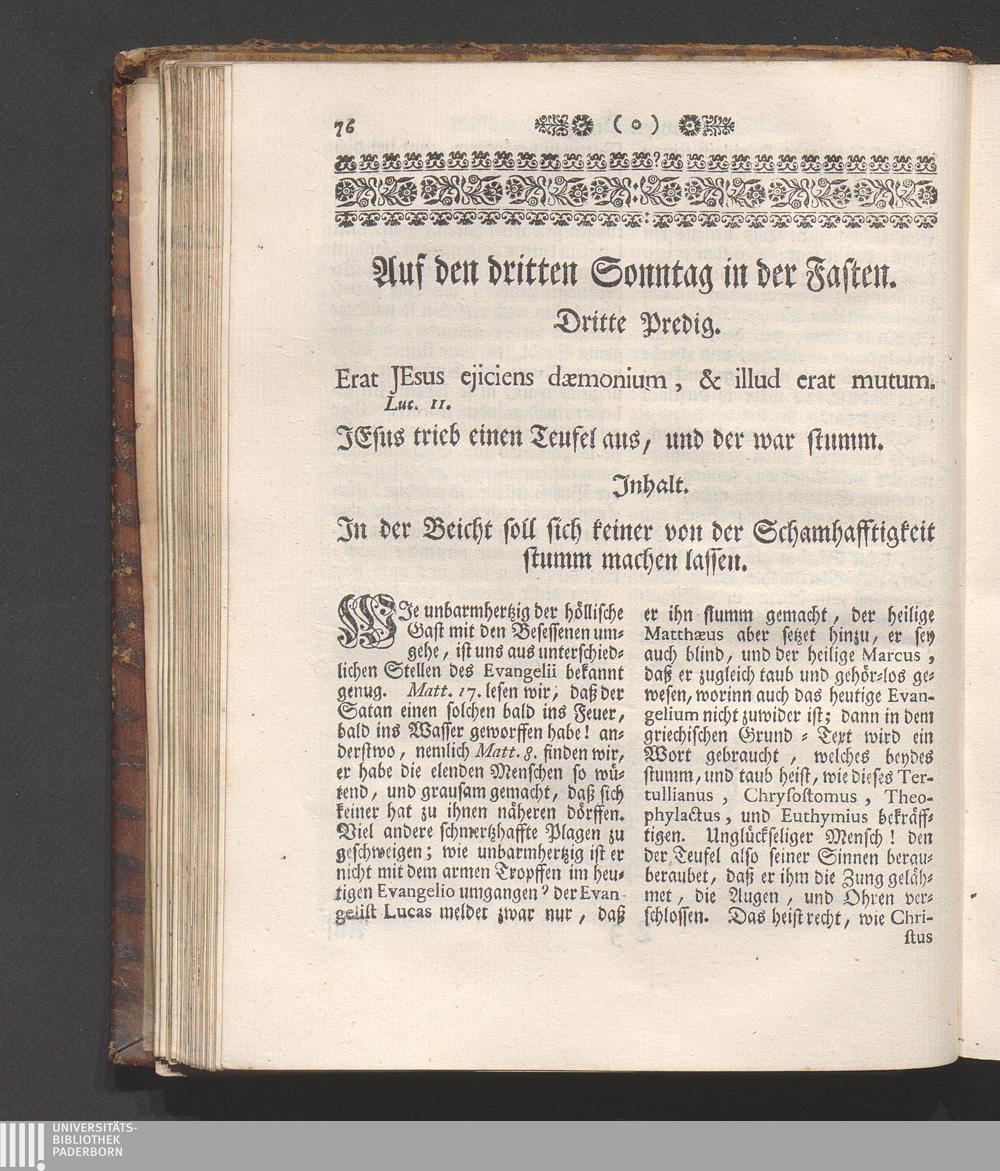 76 ( o )
Auf den dritten Sonntag in der Fasten.
Dritte Predig.
Erat JEsus ejiciens dæmonium, & illud erat mutum.
Luc. 11.
JEsus trieb einen Teufel aus, und der war stumm.
Inhalt.
In der Beicht soll sich keiner von der Schamhafftigkeit
stumm machen lassen.
WIe unbarmhertzig der höllische
Gast mit den Besessenen um-
gehe, ist uns aus unterschied-
lichen Stellen des Evangelii bekannt
genug. Matt. 17. lesen wir, daß der
Satan einen solchen bald ins Feuer,
bald ins Wasser geworffen habe! an-
derstwo, nemlich Matt. 8. finden wir,
er habe die elenden Menschen so wü-
tend, und grausam gemacht, daß sich
keiner hat zu ihnen näheren dörffen.
Viel andere schmertzhaffte Plagen zu
geschweigen; wie unbarmhertzig ist er
nicht mit dem armen Tropffen im heu-
tigen Evangelio umgangen? der Evan-
gelist Lucas meldet zwar nur, daß
er ihn stumm gemacht, der heilige
Matthæus aber setzet hinzu, er sey
auch blind, und der heilige Marcus,
daß er zugleich taub und gehör-los ge-
wesen, worinn auch das heutige Evan-
gelium nicht zuwider ist; dann in dem
griechischen Grund-Text wird ein
Wort gebraucht, welches beydes
stumm, und taub heist, wie dieses Ter-
tullianus, Chrysostomus, Theo-
phylactus, und Euthymius bekräff-
tigen. Unglückseliger Mensch! den
der Teufel also seiner Sinnen berau-
beraubet, daß er ihm die Zung geläh-
met, die Augen, und Ohren ver-
schlossen. Das heist recht, wie Chri-
stus
UNIVERSITÄTS-
BIBLIOTHEK
PADERBORN